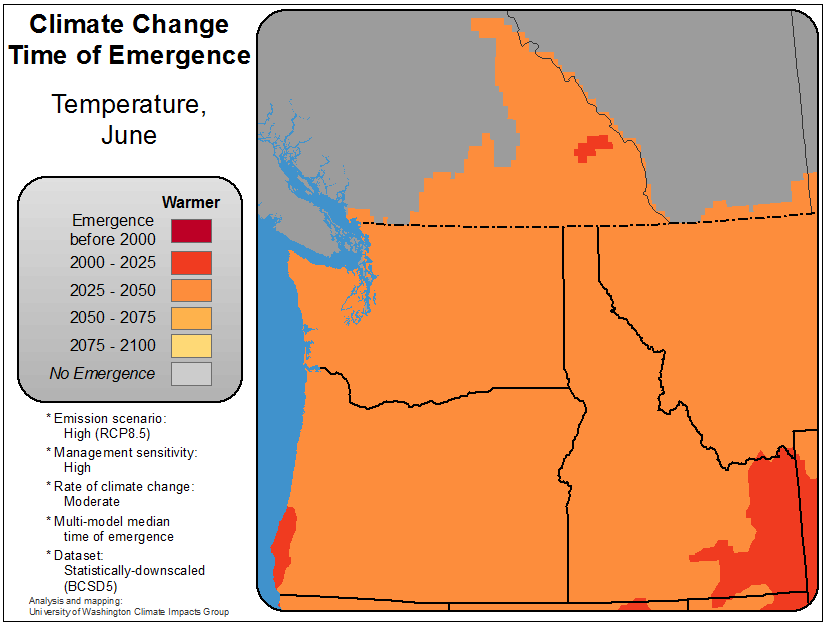 Climate Change
Time of Emergence
Temperature,
June
Warmer
Emergence
before 2000
2000 - 2025
2025 - 2050
2050 - 2075
2075 - 2100
No Emergence
* Emission scenario:
High (RCP8.5)
* Management sensitivity:
High
* Rate of climate change:
Moderate
* Multi-model median
time of emergence
* Dataset:
Statistically-downscaled
(BCSD5)
Analysis and mapping:
University of Washington Climate Impacts Group